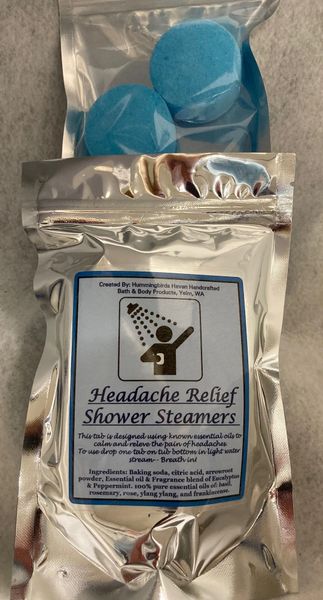 Created By: Hummingbirds Haven Handcrafted
Bath & Body Products, Yelm, WA
Headache Relief
Shower Steamers
This tab is designed using known essential oils to
calm and releve the pain of headaches.
To use drop one tab on tub bottom in light water
stream-- Breath in!
Ingredients: Baking soda, citric acid, arrowroot
powder, Essential oil & Fragrance blend of Eucalyptus
& Peppermint. 100% pure essential oils of: basil,
rosemary, rose, ylang ylang, and frankincense.